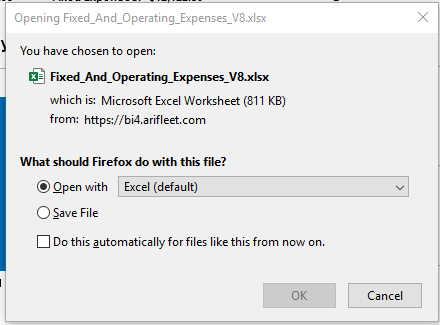 Opening Fixed_And_Operating_Expenses_V8.xlsx
You have chosen to open:
Fixed_And_Operating_Expenses_V8.xlsx
which is: Microsoft Excel Worksheet (811 KB)
from: https://bi4.arifleet.com
What should Firefox do with this file?
Open with Excel (default)
Save File
Do this automatically for files like this from now on.
OK Cancel